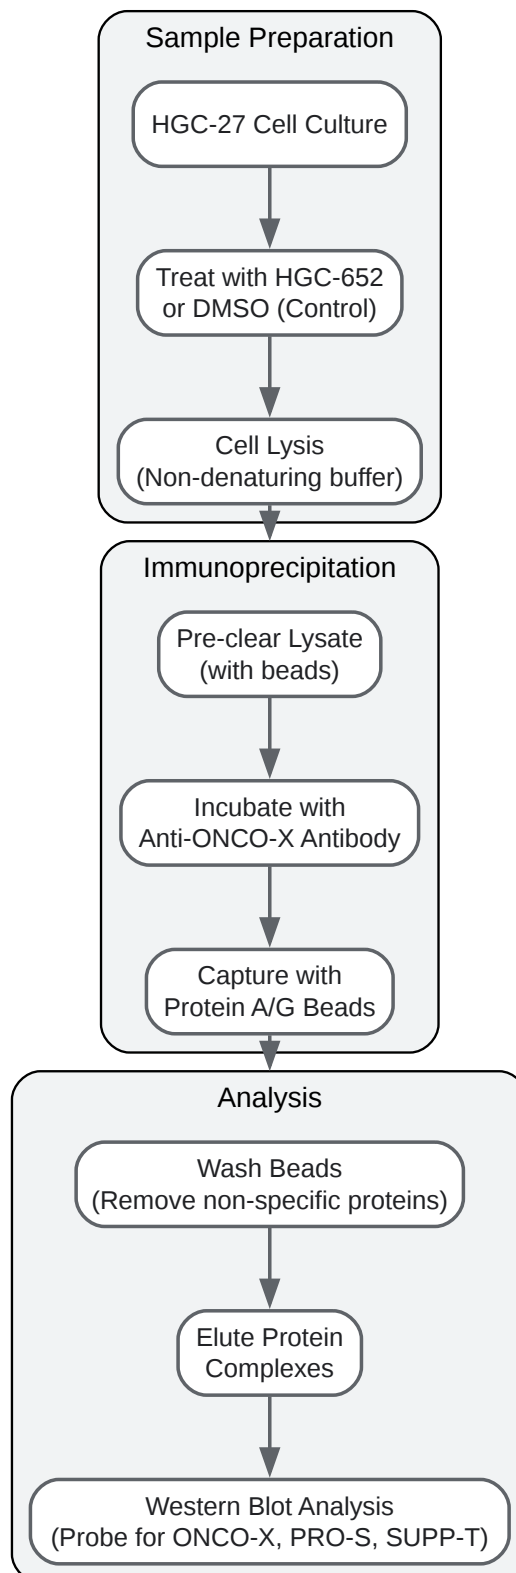 Sample Preparation
HGC-27 Cell Culture
Treat with HGC-652
or DMSO (Control)
Cell Lysis
(Non-denaturing buffer)
Immunoprecipitation
Pre-clear Lysate
(with beads)
Incubate with
Anti-ONCO-X Antibody
Capture with
Protein A/G Beads
Analysis
Wash Beads
(Remove non-specific proteins)
Elute Protein
Complexes
Western Blot Analysis
(Probe for ONCO-X, PRO-S, SUPP-T)